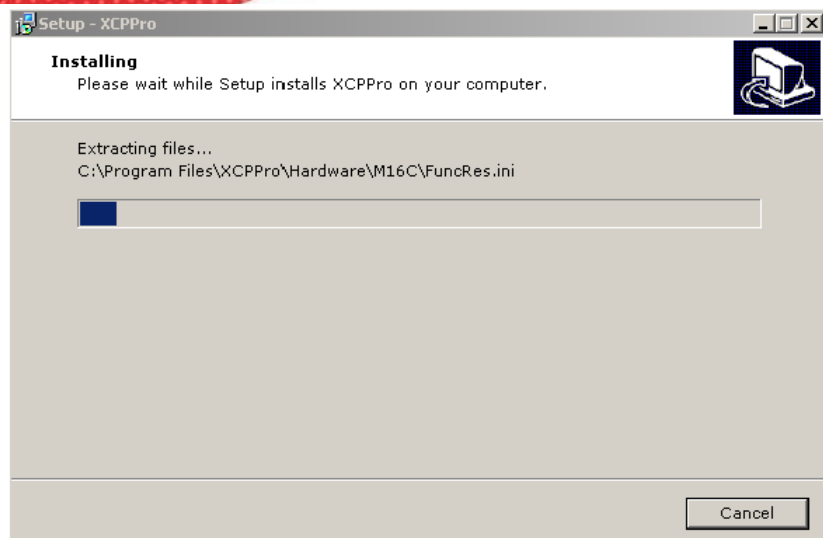 Setup - XCPPro
Installing
Please wait while Setup installs XCPPro on your computer.
Extracting files...
C:\Program Files\XCPPro\Hardware\M16C\FuncRes.ini
Cancel